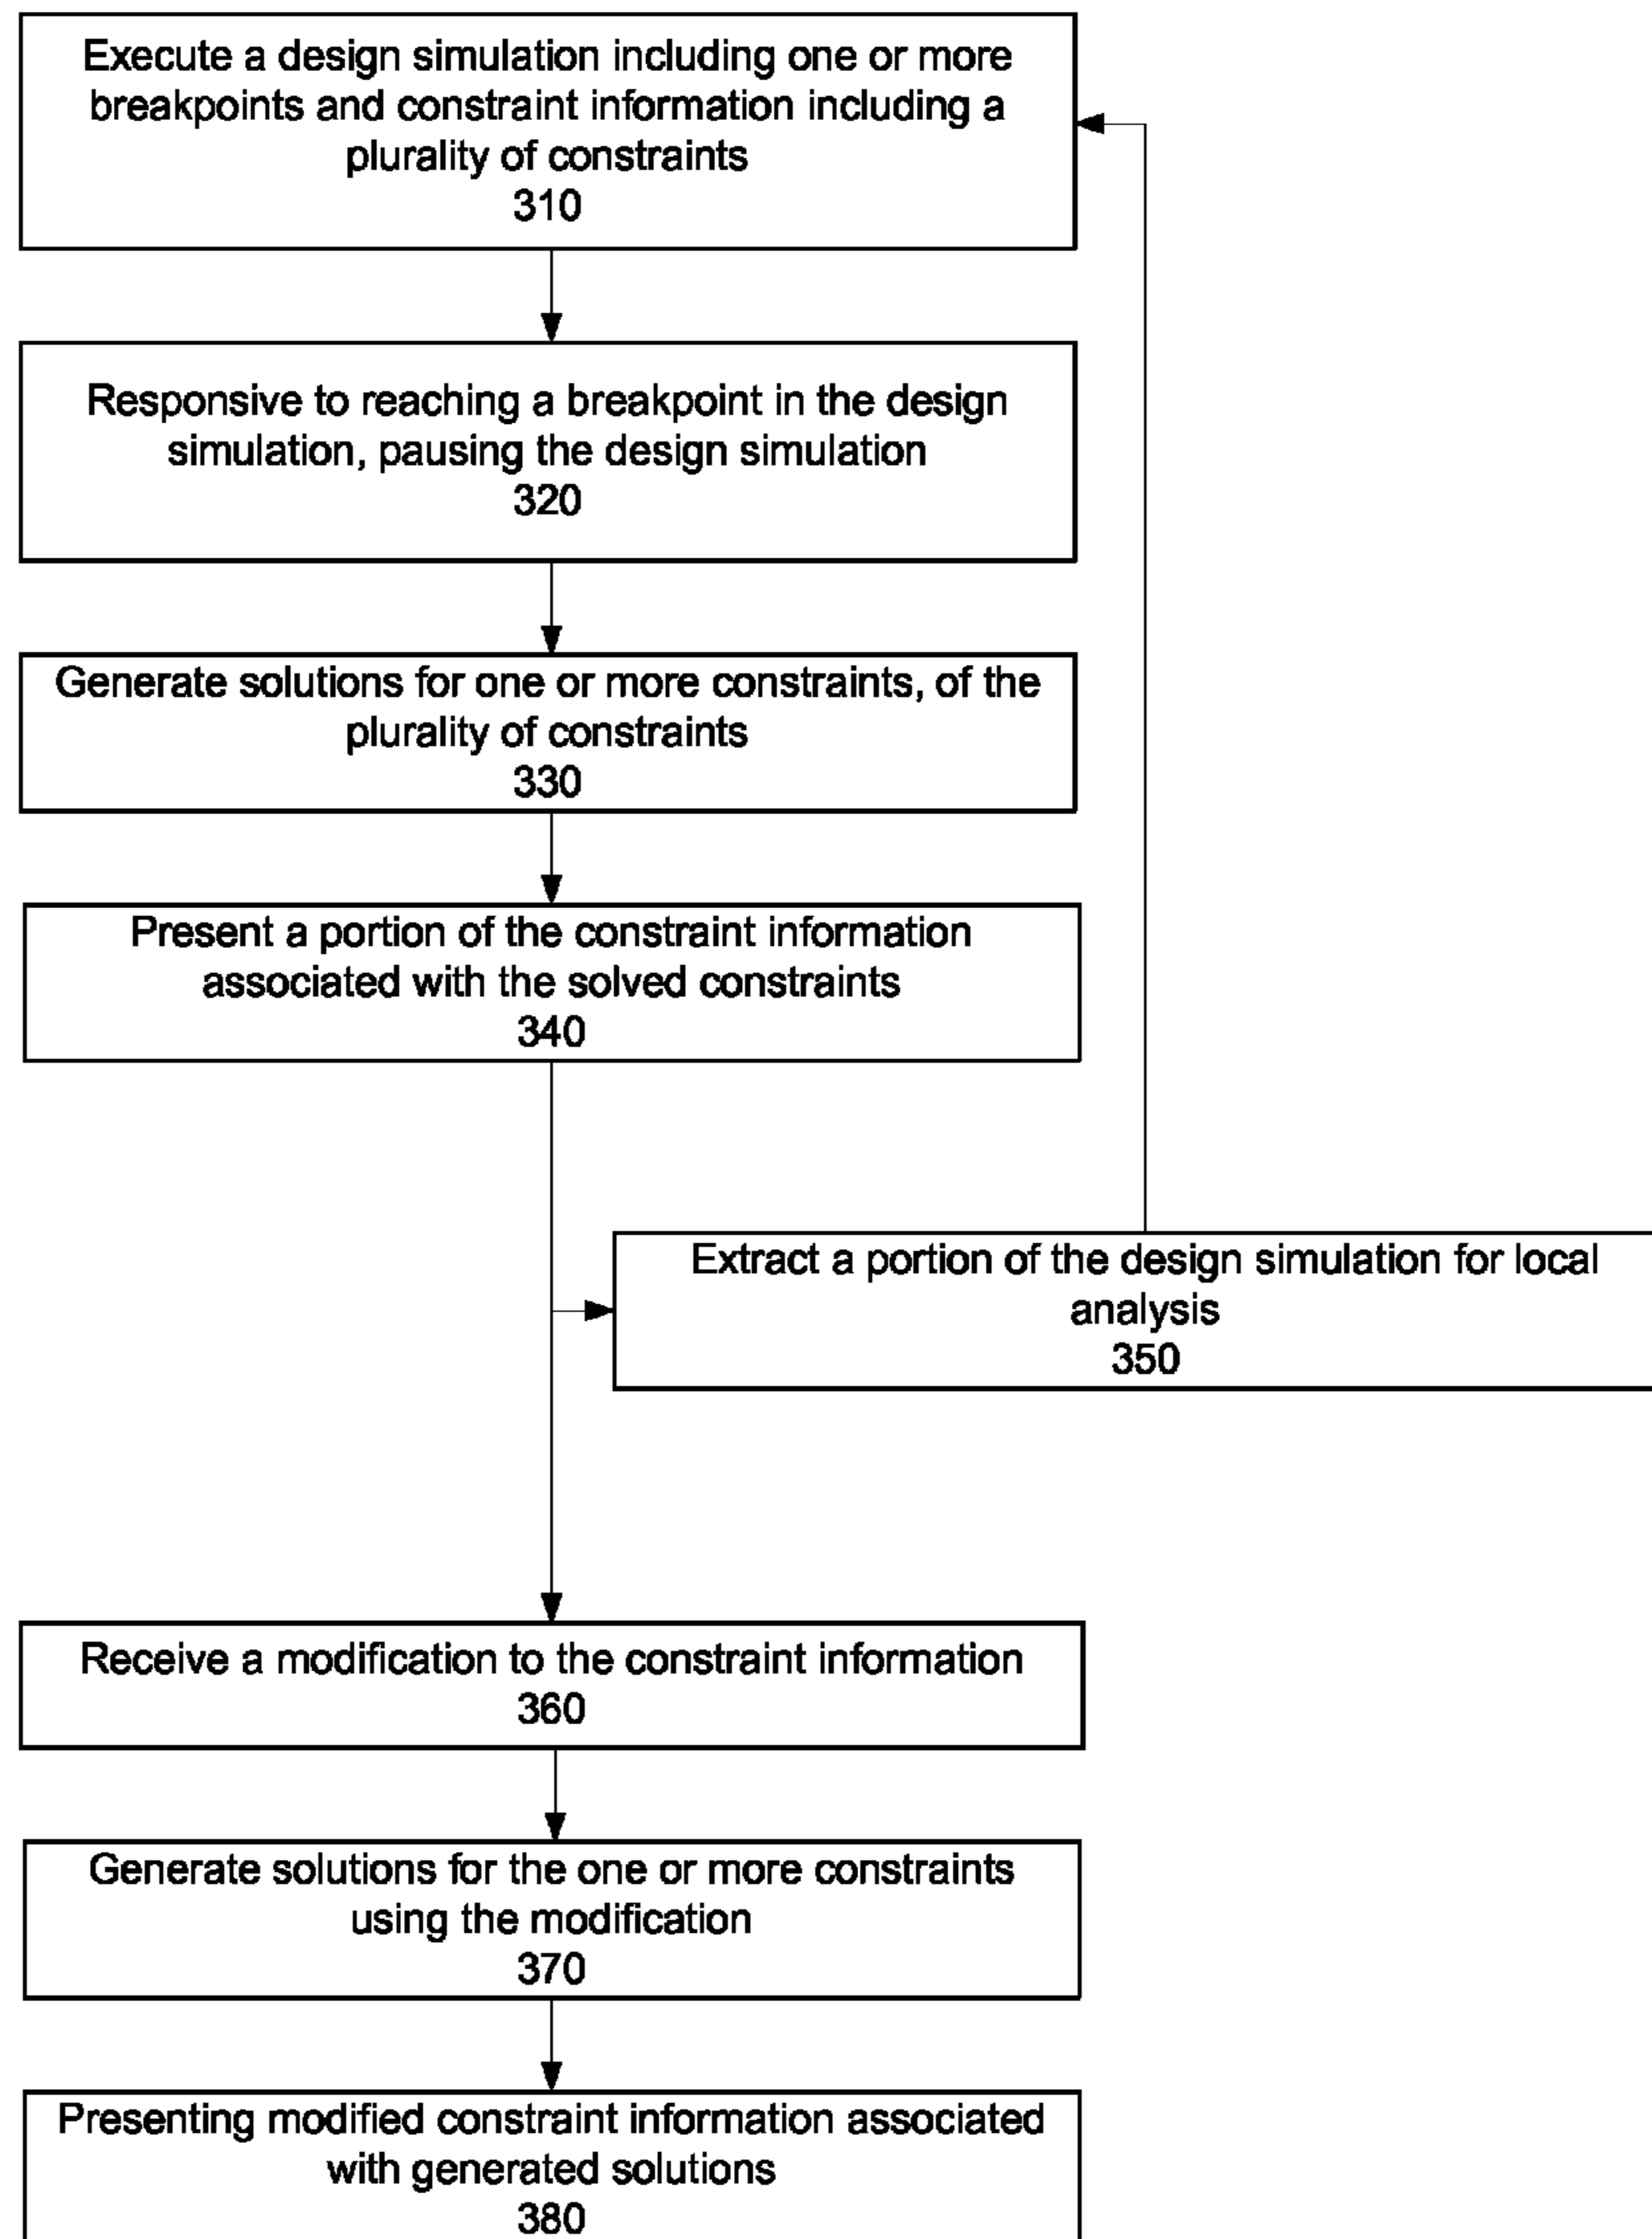 Execute a design simulation including one or more
breakpoints and constraint information including a
plurality of constraints
310
Responsive to reaching a breakpoint in the design
simulation, pausing the design simulation
320
Generate solutions for one or more constraints, of the
plurality of constraints
330
Present a portion of the constraint information
associated with the solved constraints
340
Extract a portion of the design simulation for local
analysis
350
Receive a modification to the constraint information
360
Generate solutions for the one or more constraints
using the modification
370
Presenting modified constraint information associated
with generated solutions
380